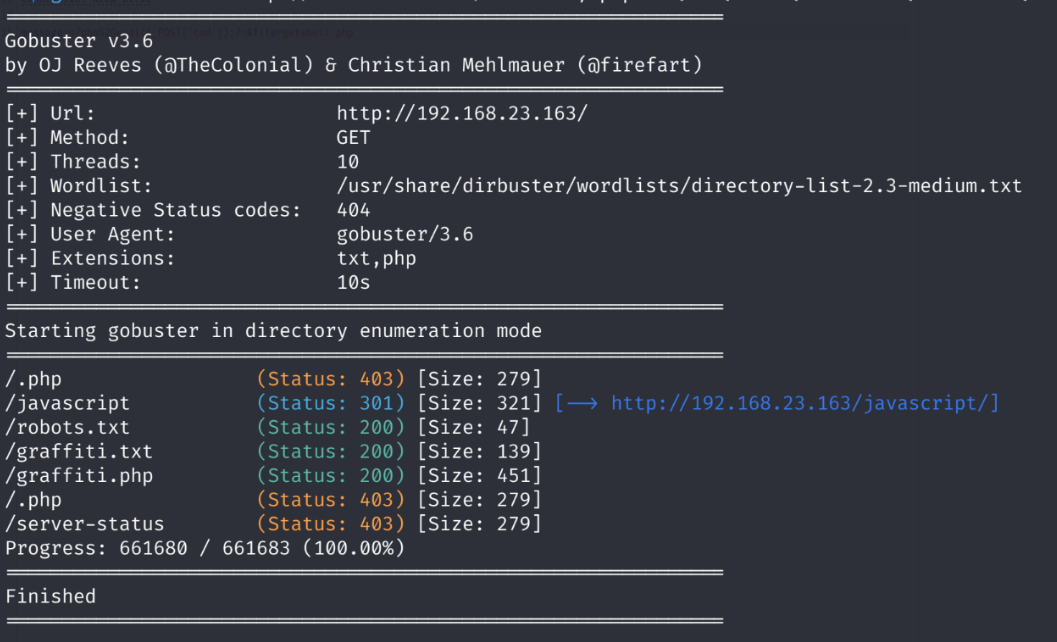 Gobuster v3.6
by OJ Reeves (@TheColonial) & Christian Mehlmauer (@firefart)
[+] Url: http://192.168.23.163/
[+] Method: GET
[+] Threads: 10
[+] Wordlist: /usr/share/dirbuster/wordlists/directory-list-2.3-medium.txt
[+] Negative Status codes: 404
[+] User Agent: gobuster/3.6
[+] Extensions: txt,php
[+] Timeout: 10s
Starting gobuster in directory enumeration mode
/.php (Status: 403) [Size: 279]
/javascript (Status: 301) [Size: 321] [--> http://192.168.23.163/javascript/]
/robots.txt (Status: 200) [Size: 47]
/graffiti.txt (Status: 200) [Size: 139]
/graffiti.php (Status: 200) [Size: 451]
/.php (Status: 403) [Size: 279]
/server-status (Status: 403) [Size: 279]
Progress: 661680 / 661683 (100.00%)
Finished